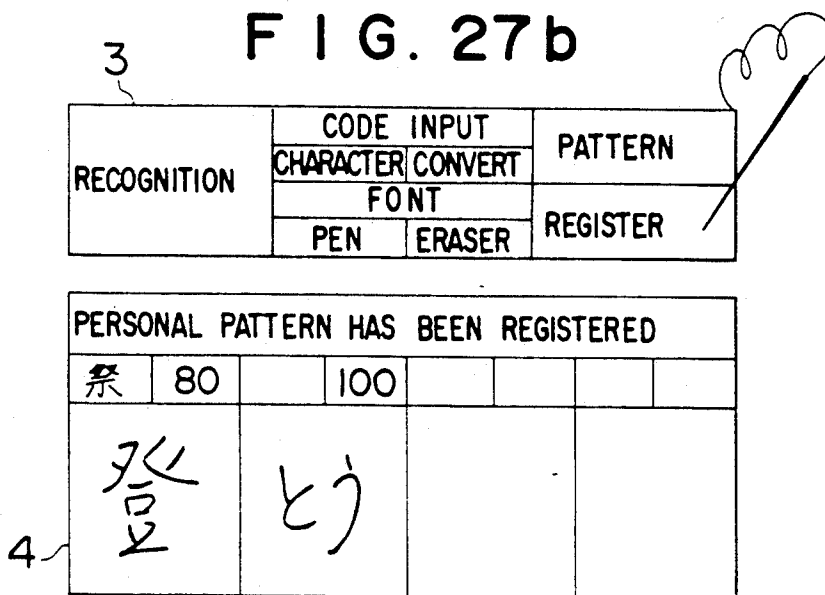 FIG. 27b
3
RECOGNITION
CODE INPUT
CHARACTER CONVERT
FONT
PEN ERASER
PATTERN
REGISTER
PERSONAL PATTERN HAS BEEN REGISTERED
祭 80 100
登 とう
4